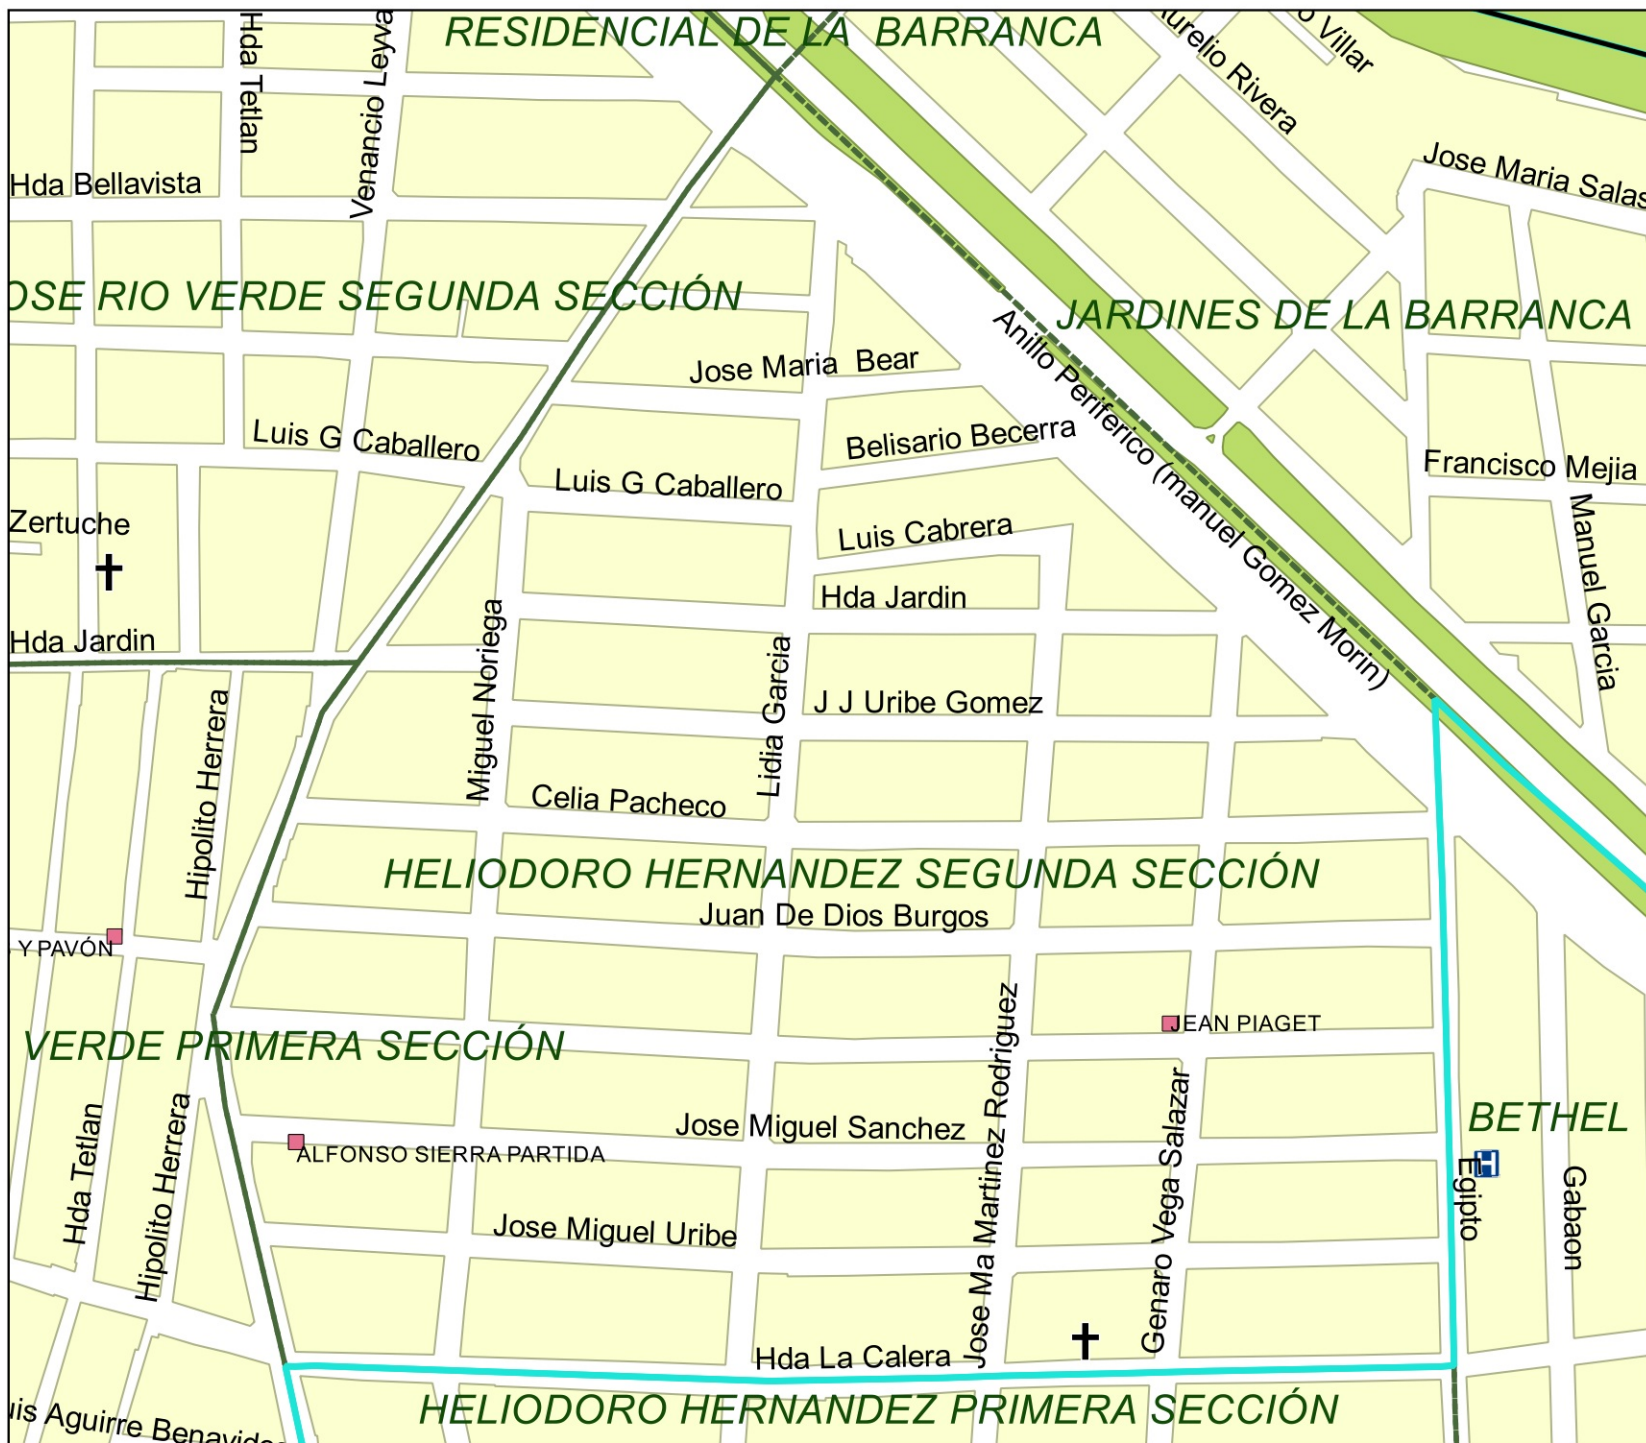 RESIDENCIAL DE LA BARRANCA
Hda Tetlan
Venancio Leyva
Aurelio Rivera
o Villar
Jose Maria Salas
Hda Bellavista
OSE RIO VERDE SEGUNDA SECCIÓN
JARDINES DE LA BARRANCA
Anillo Periferico (manuel Gomez Morin)
Jose Maria Bear
Luis G Caballero
Belisario Becerra
Francisco Mejia
Luis G Caballero
Zertuche
Luis Cabrera
Manuel Garcia
Hda Jardin
Hda Jardin
Miguel Noriega
Lidia Garcia
J J Uribe Gomez
Hipolito Herrera
Celia Pacheco
HELIODORO HERNANDEZ SEGUNDA SECCIÓN
Juan De Dios Burgos
Y PAVÓN
Jose Ma Martinez Rodriguez
JEAN PIAGET
VERDE PRIMERA SECCIÓN
Genaro Vega Salazar
Hda Tetlan
Hipolito Herrera
Jose Miguel Sanchez
BETHEL
ALFONSO SIERRA PARTIDA
H
Egipto
Gabaon
Jose Miguel Uribe
Hda La Calera
HELIODORO HERNANDEZ PRIMERA SECCIÓN
uis Aguirre Benavides